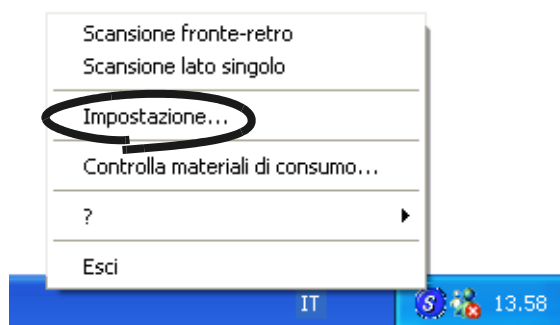 Scansione fronte-retro
Scansione lato singolo
Impostazione...
Controlla materiali di consumo...
?
Esci
IT S 13.58